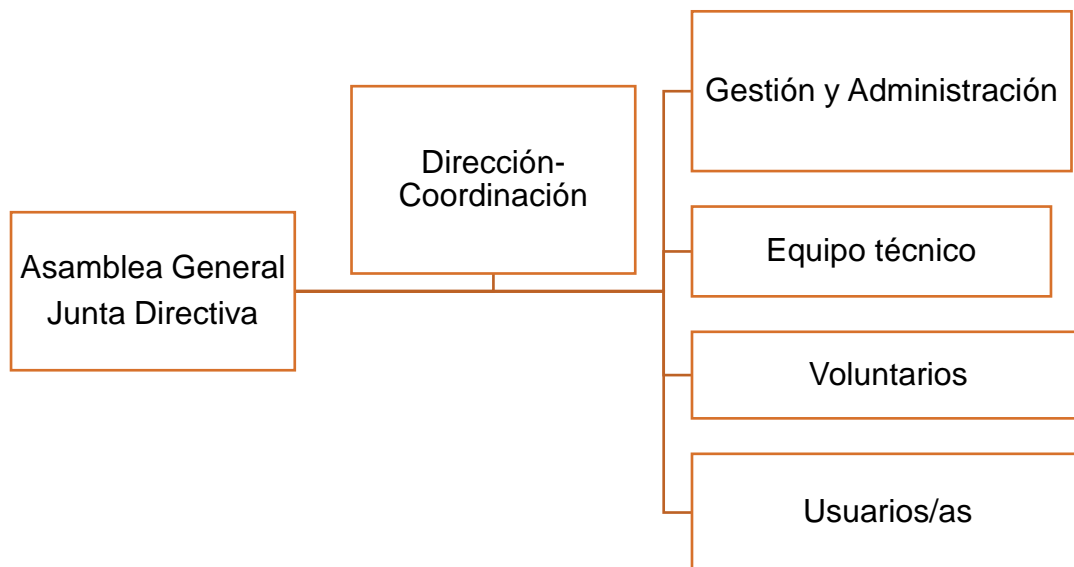 Asamblea General
Junta Directiva
Dirección-
Coordinación
Gestión y Administración
Equipo técnico
Voluntarios
Usuarios/as